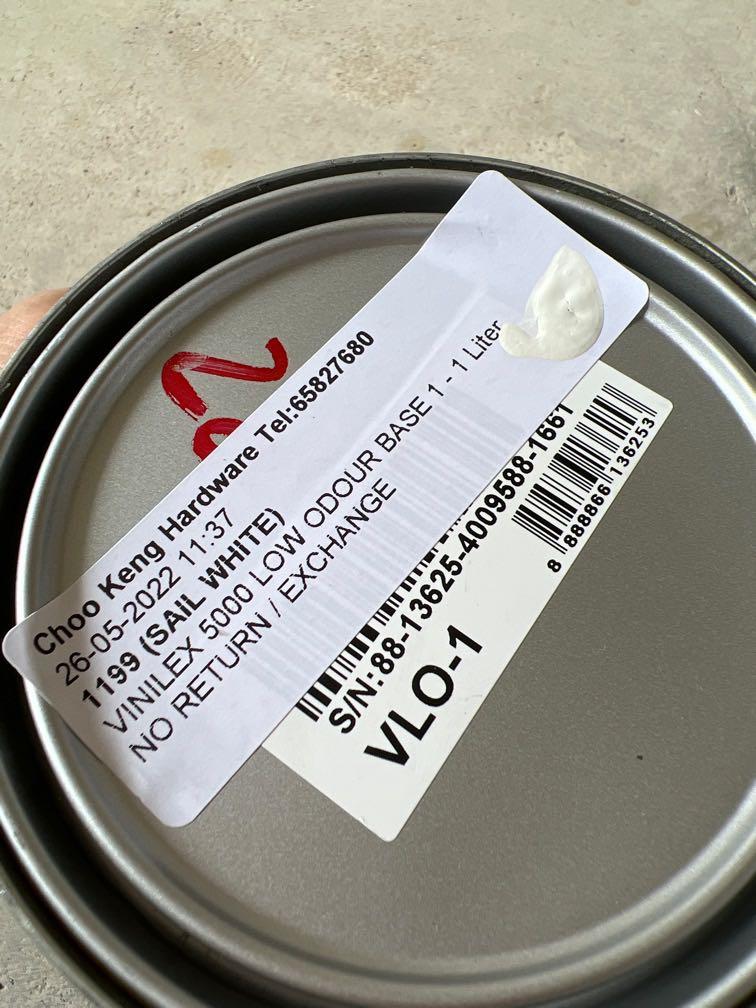 Choo Keng Hardware Tel:65827680
26-05-2022 11:37
1199 (SAIL WHITE)
VINILEX 5000 LOW ODOUR BASE 1 - 1 Liter
NO RETURN / EXCHANGE
S/N:88-13625-4009588-1661
VLO-1
8 888866 136253